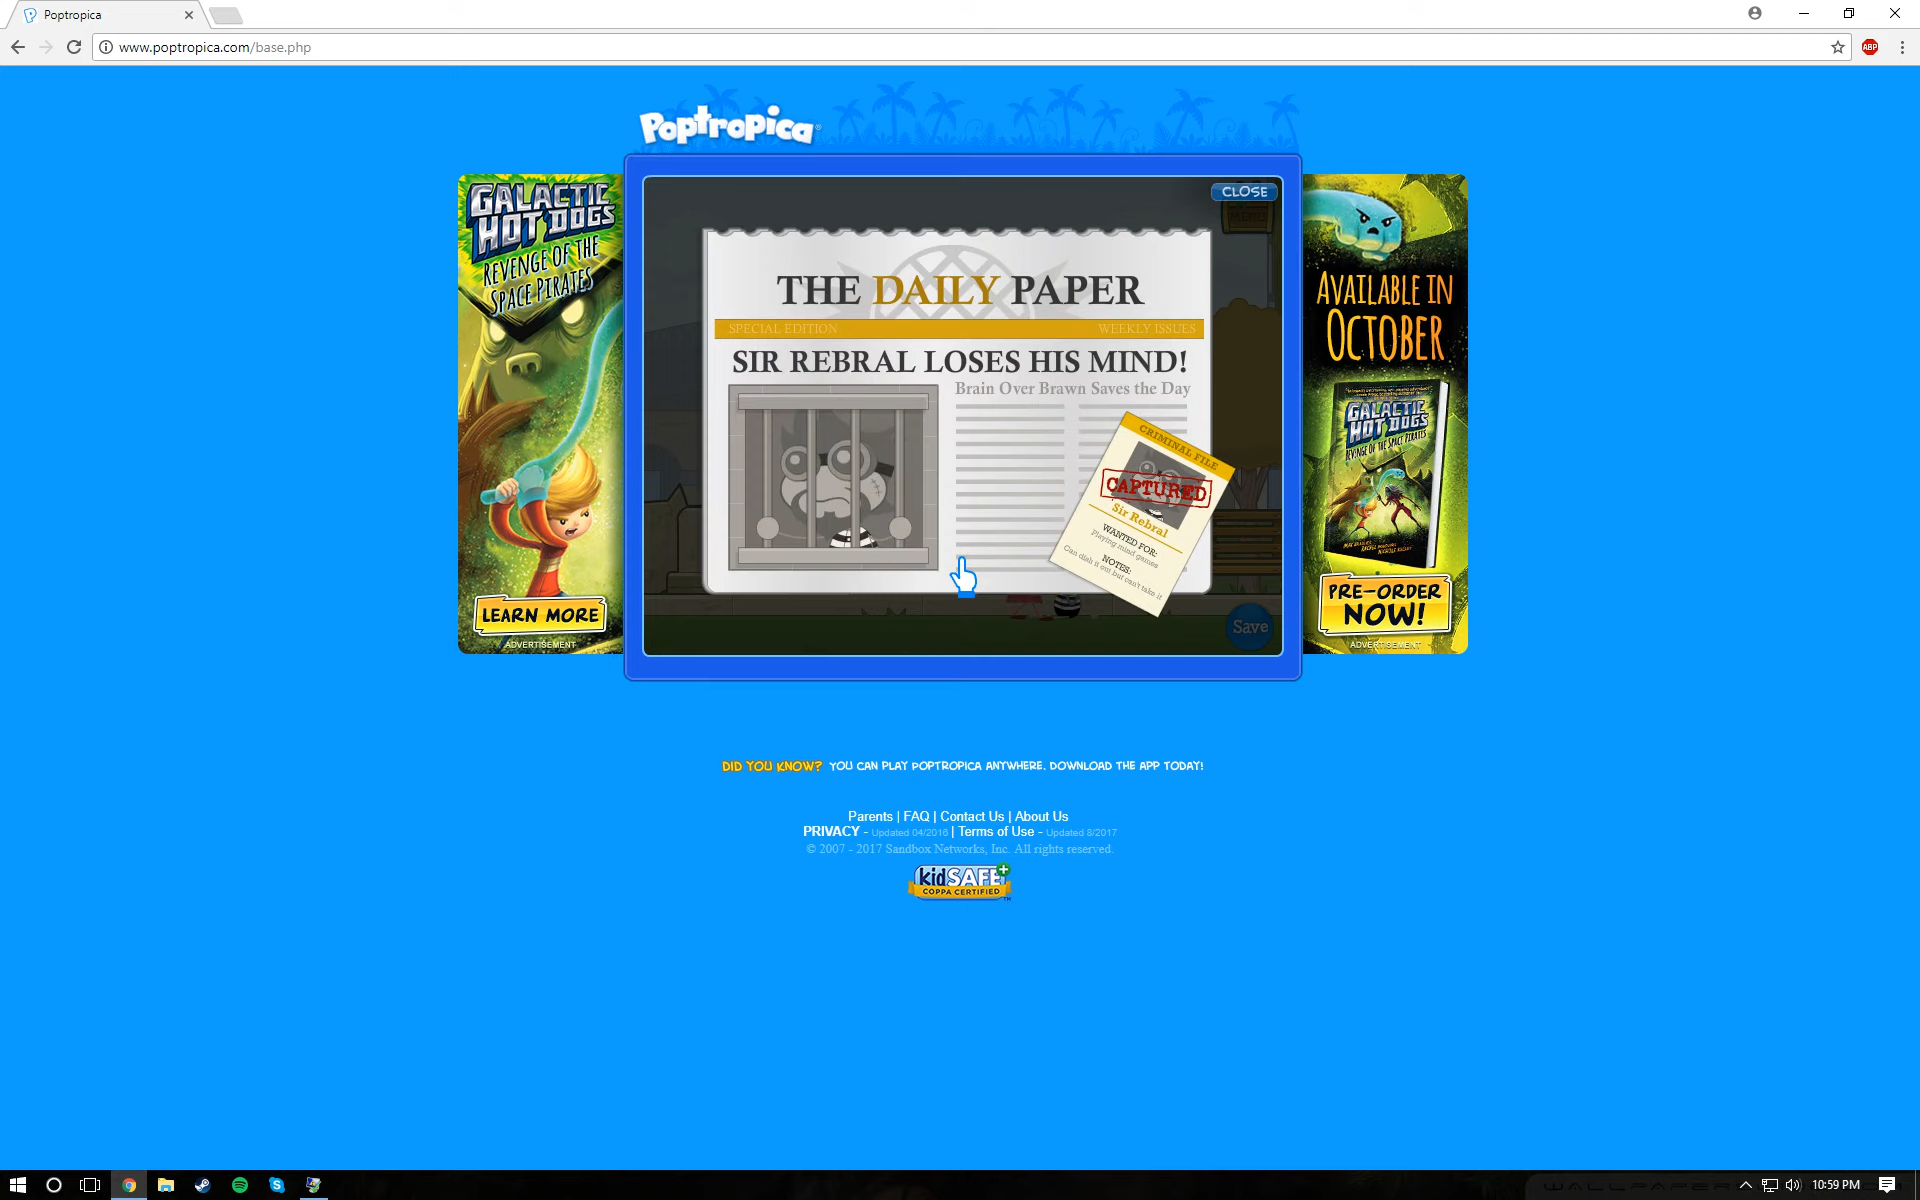 Poptropica
www.poptropica.com/base.php
ABP
Poptropica®
GALACTIC
HOT DOGS
REVENGE OF THE
SPACE PIRATES
LEARN MORE
ADVERTISEMENT
CLOSE
THE DAILY PAPER
SPECIAL EDITION WEEKLY ISSUES
SIR REBRAL LOSES HIS MIND!
Brain Over Brawn Saves the Day
CRIMINAL FILE
CAPTURED
Sir Rebral
WANTED FOR:
Playing mind games
NOTES:
Can dish it out but can't take it
Save
AVAILABLE IN
OCTOBER
GALACTIC
HOT DOGS
REVENGE OF THE SPACE PIRATES
PRE-ORDER
NOW!
ADVERTISEMENT
DID YOU KNOW? YOU CAN PLAY POPTROPICA ANYWHERE. DOWNLOAD THE APP TODAY!
Parents | FAQ | Contact Us | About Us
PRIVACY - Updated 04/2016 | Terms of Use - Updated 8/2017
© 2007 - 2017 Sandbox Networks, Inc. All rights reserved.
kidSAFE+
COPPA CERTIFIED
TM
10:59 PM